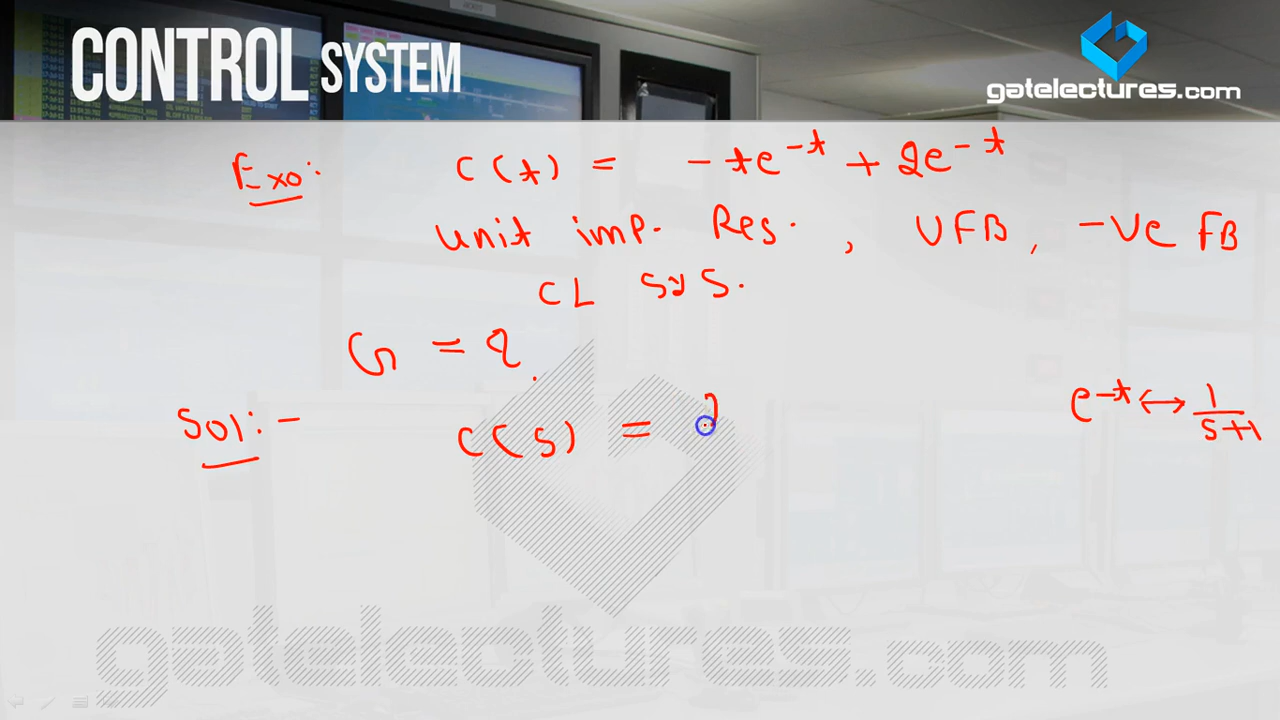 CONTROL SYSTEM
gatelectures.com
Exo: c(t) = -te^-t + 2e^-t
unit imp. Res. , UFB, -ve FB
CL sys.
G = ?
Sol:- C(s) = 2
e^-t ↔ 1/s+1
gatelectures.com